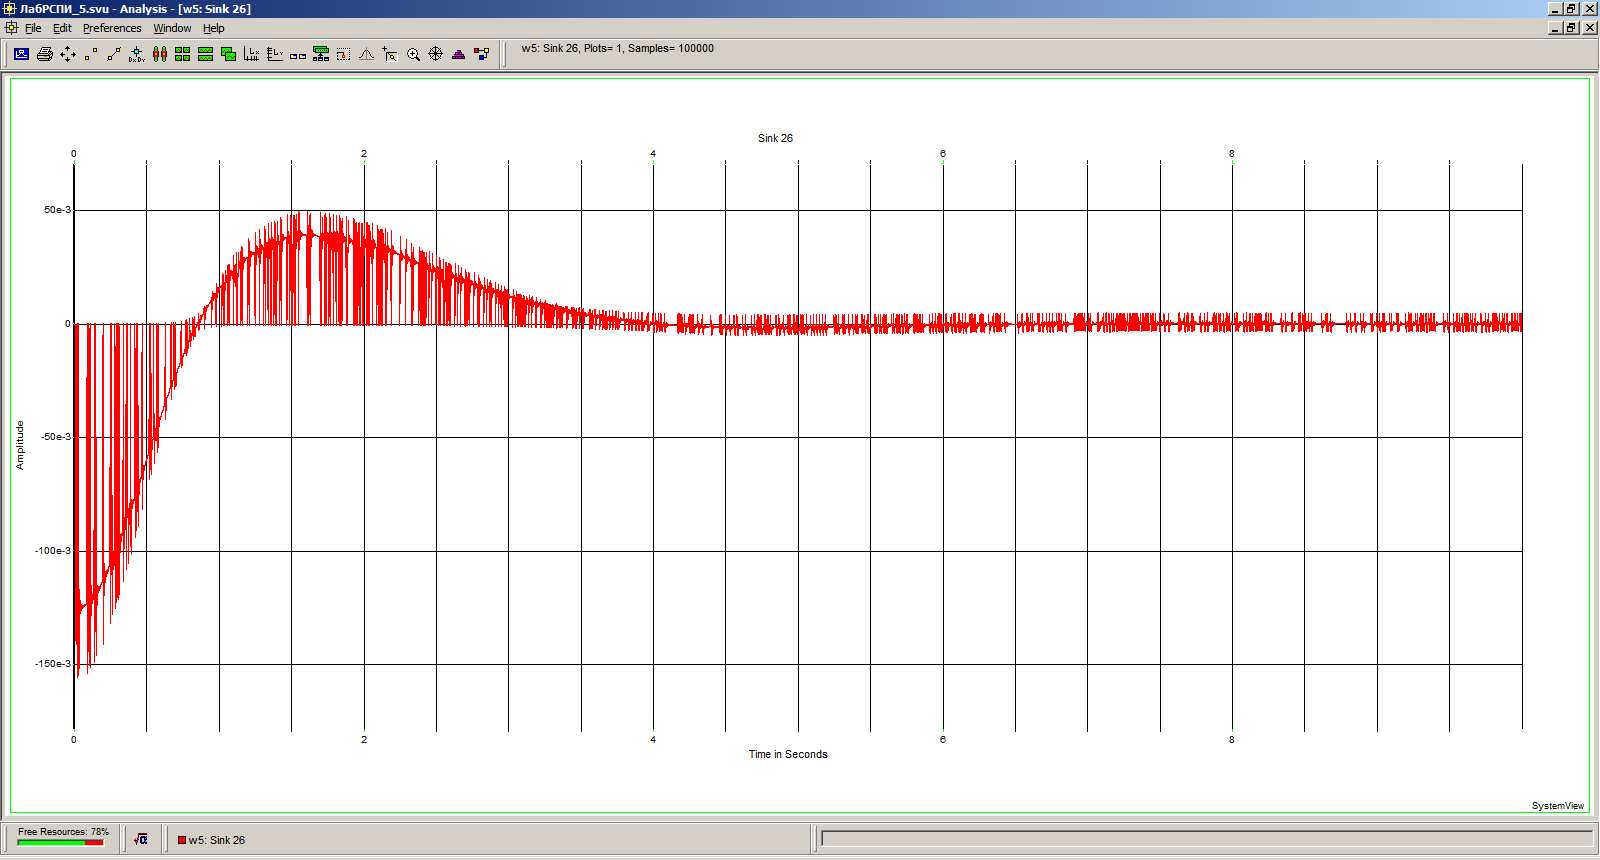 ЛабРСПИ_5.svu - Analysis - [w5: Sink 26]
File Edit Preferences Window Help
w5: Sink 26, Plots= 1, Samples= 100000
Sink 26
0 2 4 6 8
50e-3
0
-50e-3
-100e-3
-150e-3
Amplitude
0 2 4 6 8
Time in Seconds
SystemView
Free Resources: 78%
w5: Sink 26